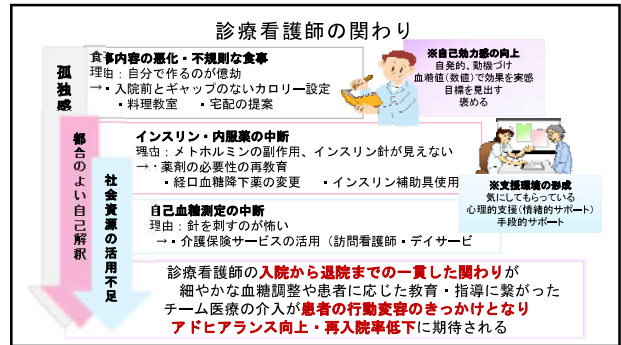 診療看護師の関わり
孤独感
食事内容の悪化・不規則な食事
理由：自分で作るのが億劫
→・入院前とギャップのないカロリー設定
・料理教室　・宅配の提案
※自己効力感の向上
自発的、動機づけ
血糖値(数値)で効果を実感
目標を見出す
褒める
都合のよい自己解釈
インスリン・内服薬の中断
理由：メトホルミンの副作用、インスリン針が見えない
→・薬剤の必要性の再教育
・経口血糖降下薬の変更　・インスリン補助具使用
※支援環境の形成
気にしてもらっている
心理的支援(情緒的サポート)
手段的サポート
社会資源の活用不足
自己血糖測定の中断
理由：針を刺すのが怖い
→・介護保険サービスの活用（訪問看護師・デイサービ
診療看護師の入院から退院までの一貫した関わりが
細やかな血糖調整や患者に応じた教育・指導に繋がった
チーム医療の介入が患者の行動変容のきっかけとなり
アドヒアランス向上・再入院率低下に期待される